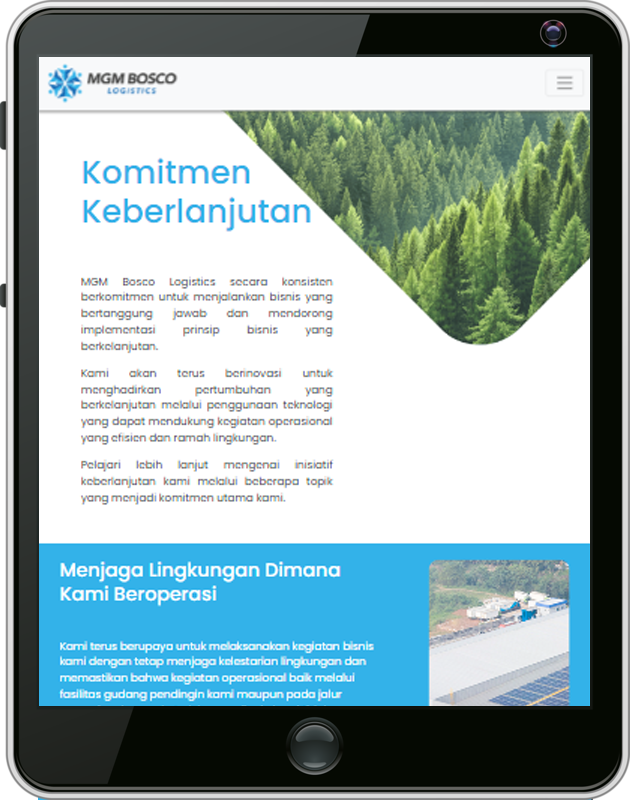 MGM BOSCO
LOGISTICS
Komitmen
Keberlanjutan
MGM Bosco Logistics secara konsisten
berkomitmen untuk menjalankan bisnis yang
bertanggung jawab dan mendorong
implementasi prinsip bisnis yang
berkelanjutan.
Kami akan terus berinovasi untuk
menghadirkan pertumbuhan yang
berkelanjutan melalui penggunaan teknologi
yang dapat mendukung kegiatan operasional
yang efisien dan ramah lingkungan.
Pelajari lebih lanjut mengenai inisiatif
keberlanjutan kami melalui beberapa topik
yang menjadi komitmen utama kami.
Menjaga Lingkungan Dimana
Kami Beroperasi
Kami terus berupaya untuk melaksanakan kegiatan bisnis
kami dengan tetap menjaga kelestarian lingkungan dan
memastikan bahwa kegiatan operasional baik melalui
fasilitas gudang pendingin kami maupun pada jalur